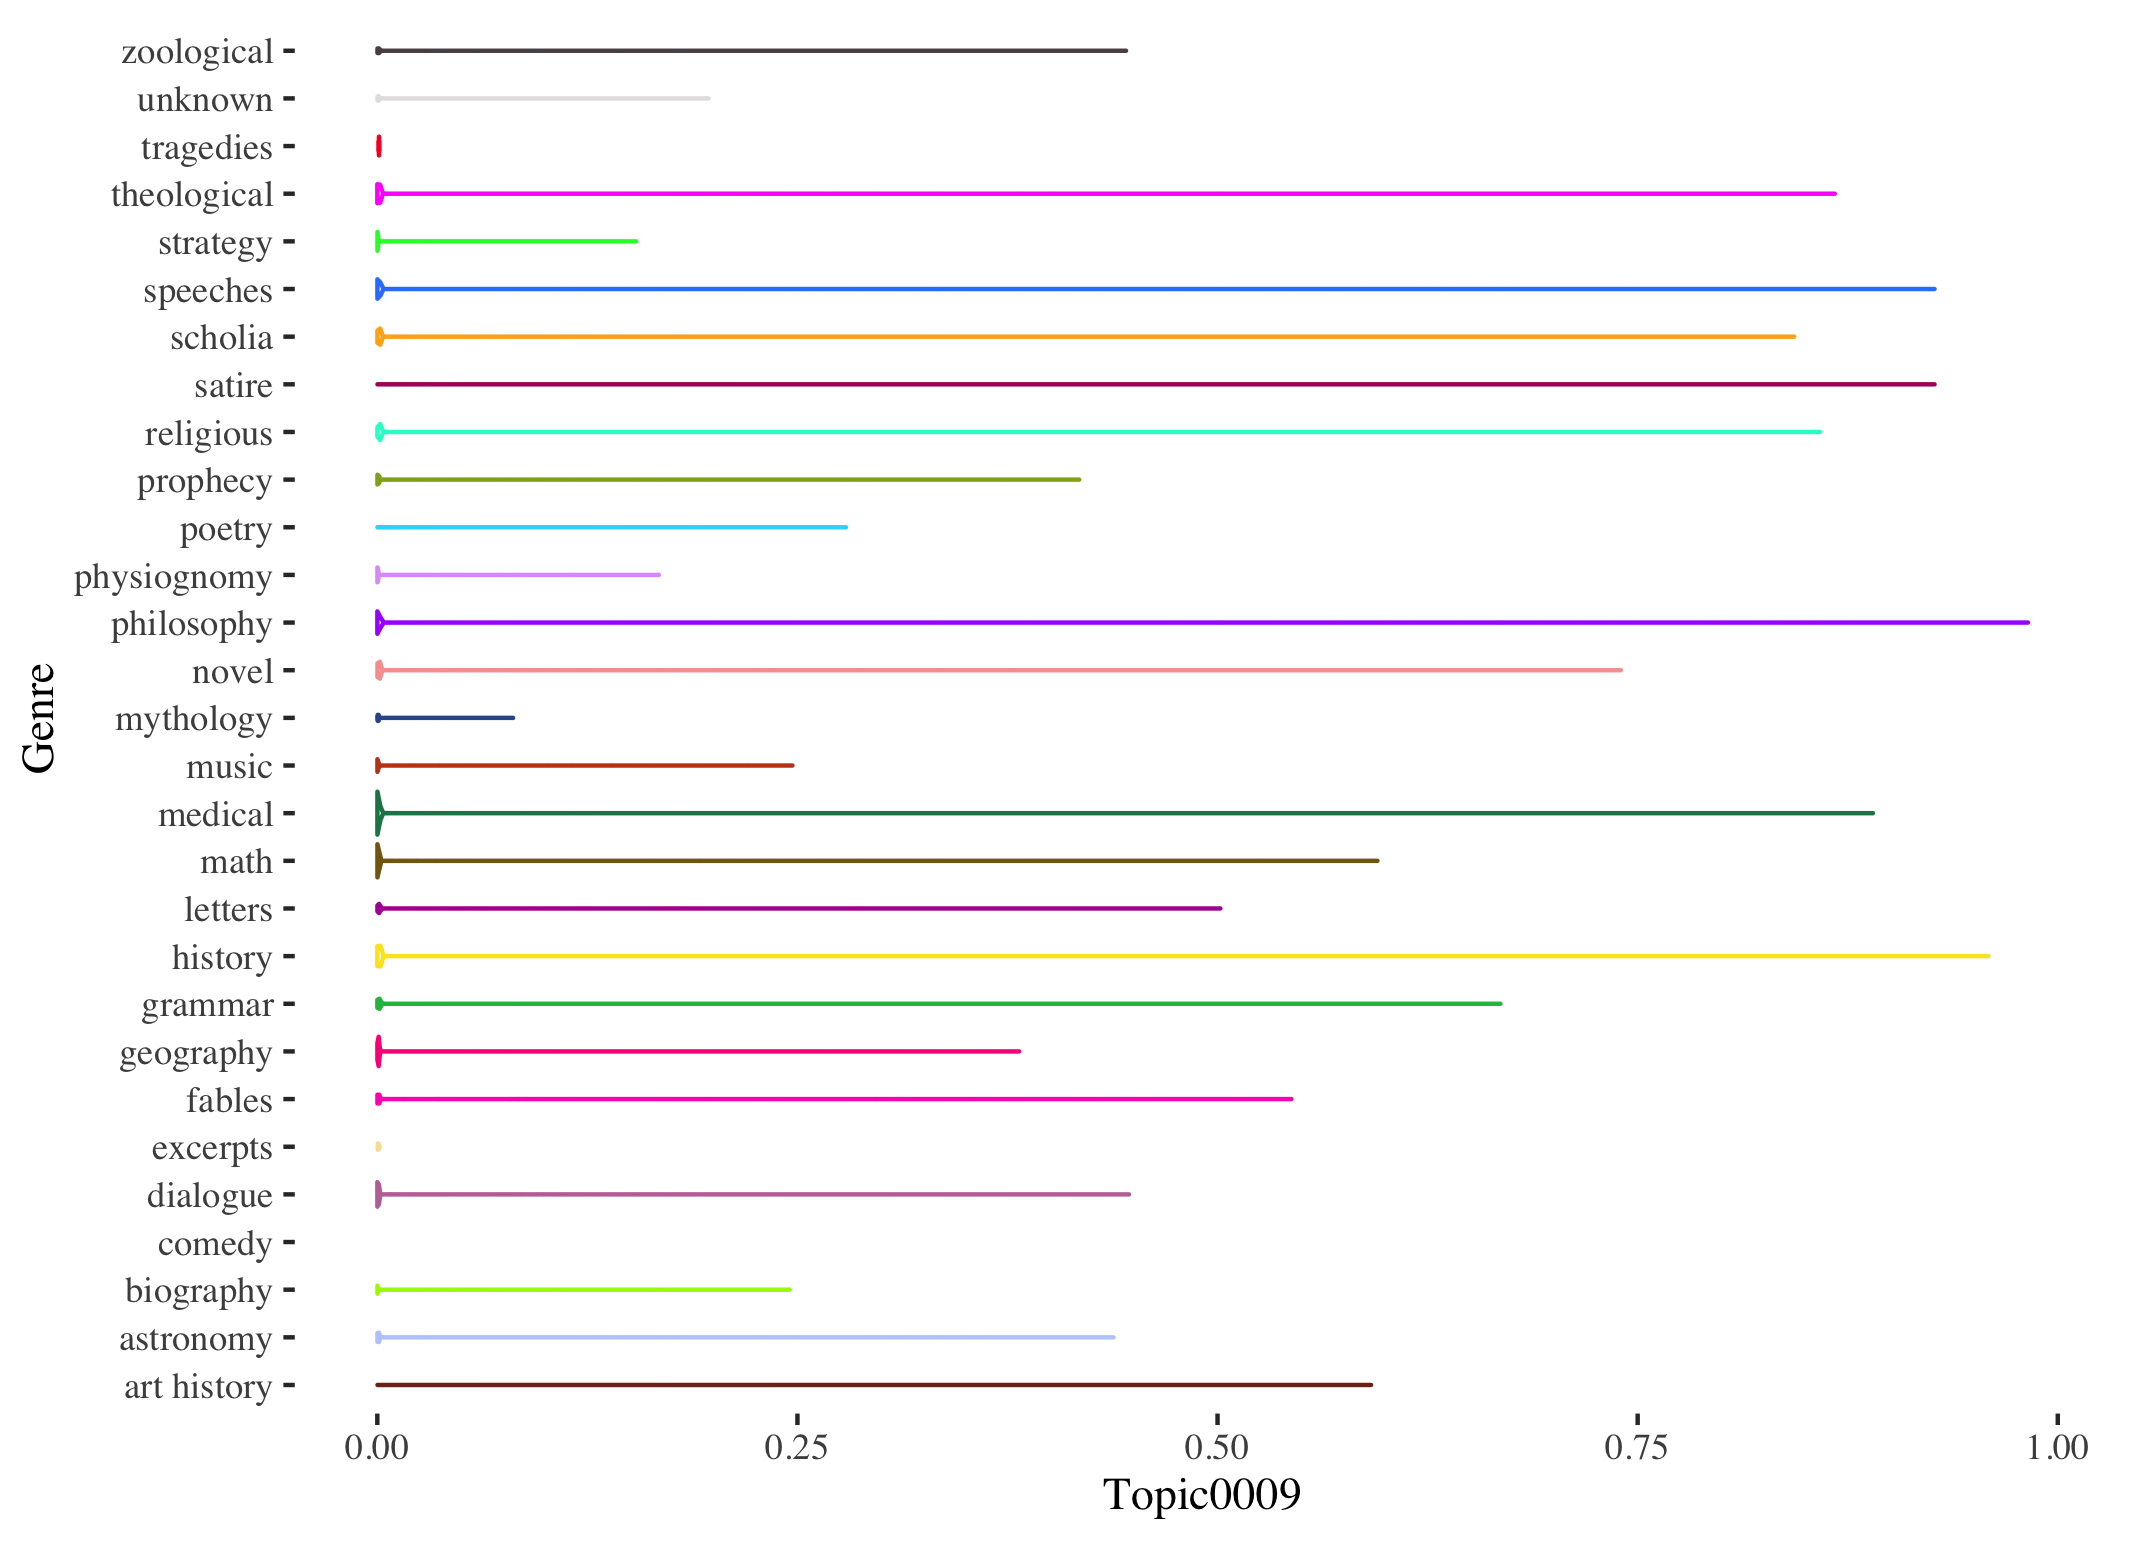 zoological
unknown
tragedies
theological
strategy
speeches
scholia
satire
religious
prophecy
poetry
physiognomy
philosophy
novel
mythology
music
medical
math
letters
history
grammar
geography
fables
excerpts
dialogue
comedy
biography
astronomy
art history
Genre
0.00 0.25 0.50 0.75 1.00
Topic0009